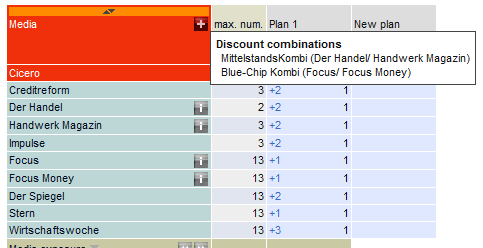 Media max. num. Plan 1 New plan
Discount combinations
MittelstandsKombi (Der Handel/ Handwerk Magazin)
Blue-Chip Kombi (Focus/ Focus Money)
Cicero
Creditreform 3 +2 1
Der Handel 2 +2 1
Handwerk Magazin 3 +2 1
Impulse 3 +2 1
Focus 13 +1 1
Focus Money 13 +1 1
Der Spiegel 13 +2 1
Stern 13 +1 1
Wirtschaftswoche 13 +3 1
Media exposure